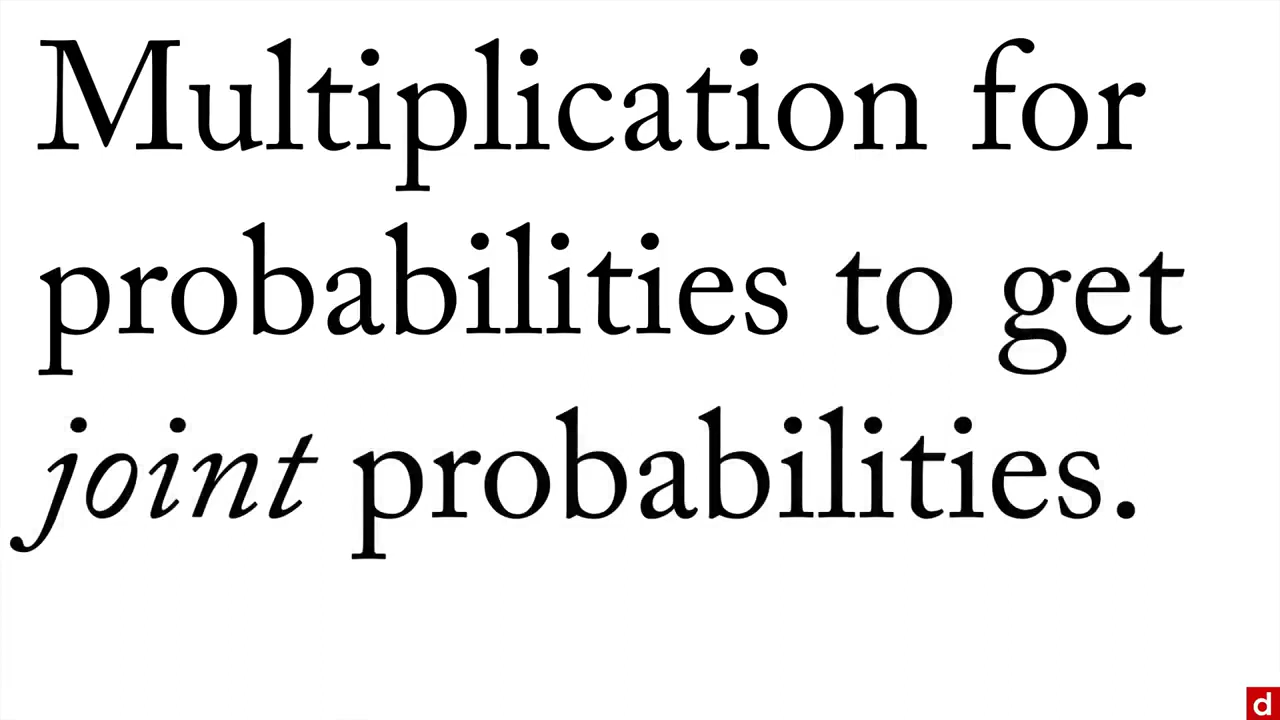 Multiplication for
probabilities to get
joint probabilities.
d